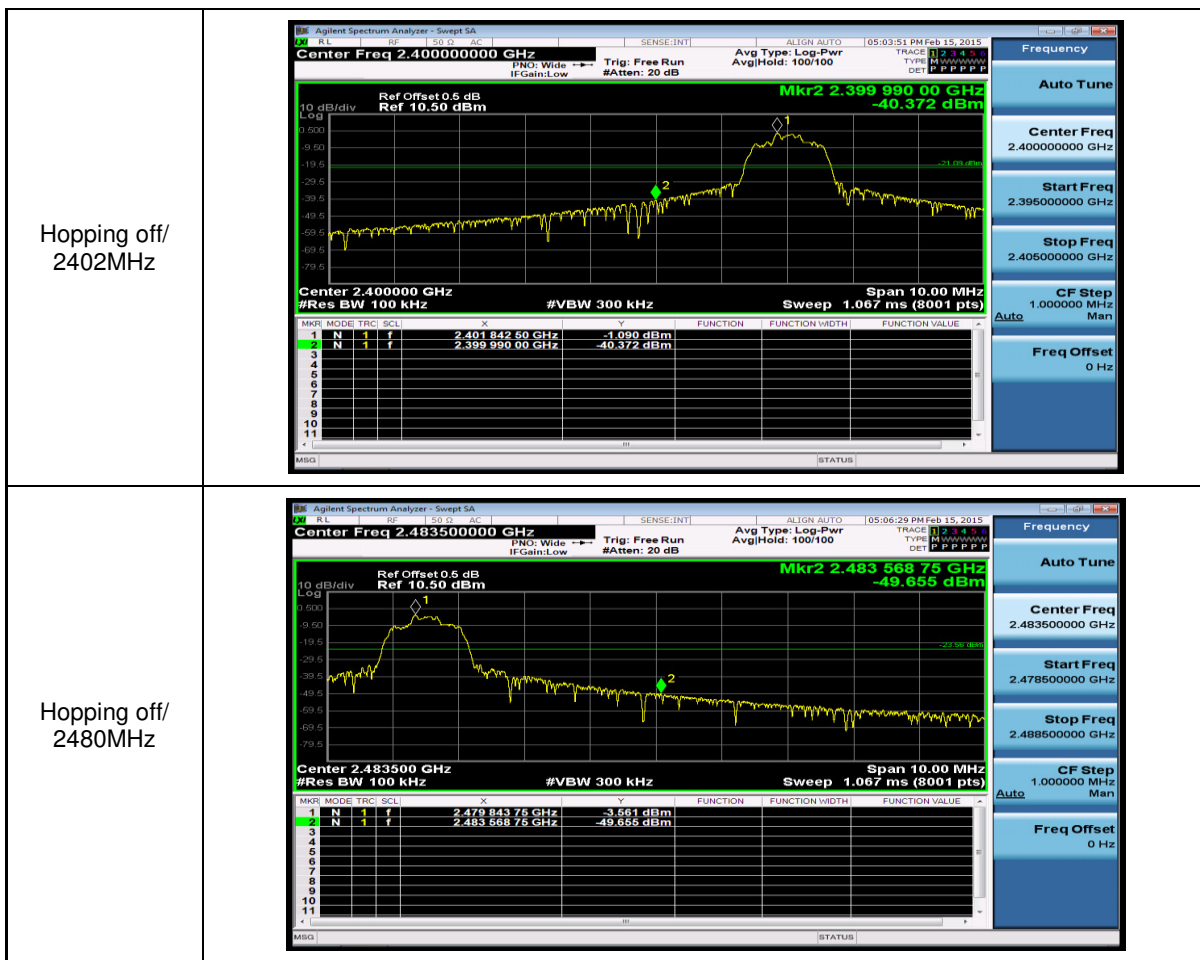 Hopping off/
2402MHz
Agilent Spectrum Analyzer - Swept SA
LXI RL RF 50 Ω AC SENSE:INT ALIGN AUTO 05:03:51 PM Feb 15, 2015
Center Freq 2.400000000 GHz
PNO: Wide
IFGain:Low
Trig: Free Run
#Atten: 20 dB
Avg Type: Log-Pwr
Avg|Hold: 100/100
TRACE 1 2 3 4 5 6
TYPE M W W W W W
DET P P P P P P
Ref Offset 0.5 dB
10 dB/div Ref 10.50 dBm
Log
Mkr2 2.399 990 00 GHz
-40.372 dBm
1
0.500
-9.50
-19.5
-21.09 dBm
-29.5
2
-39.5
-49.5
-59.5
-69.5
-79.5
Center 2.400000 GHz Span 10.00 MHz
#Res BW 100 kHz #VBW 300 kHz Sweep 1.067 ms (8001 pts)
MKR MODE TRC SCL X Y FUNCTION FUNCTION WIDTH FUNCTION VALUE
1 N 1 f 2.401 842 50 GHz -1.090 dBm
2 N 1 f 2.399 990 00 GHz -40.372 dBm
3
4
5
6
7
8
9
10
11
MSG STATUS
Frequency
Auto Tune
Center Freq
2.400000000 GHz
Start Freq
2.395000000 GHz
Stop Freq
2.405000000 GHz
CF Step
1.000000 MHz
Auto Man
Freq Offset
0 Hz
Hopping off/
2480MHz
Agilent Spectrum Analyzer - Swept SA
LXI RL RF 50 Ω AC SENSE:INT ALIGN AUTO 05:06:29 PM Feb 15, 2015
Center Freq 2.483500000 GHz
PNO: Wide
IFGain:Low
Trig: Free Run
#Atten: 20 dB
Avg Type: Log-Pwr
Avg|Hold: 100/100
TRACE 1 2 3 4 5 6
TYPE M W W W W W
DET P P P P P P
Ref Offset 0.5 dB
10 dB/div Ref 10.50 dBm
Log
Mkr2 2.483 568 75 GHz
-49.655 dBm
1
0.500
-9.50
-19.5
-23.56 dBm
-29.5
-39.5
2
-49.5
-59.5
-69.5
-79.5
Center 2.483500 GHz Span 10.00 MHz
#Res BW 100 kHz #VBW 300 kHz Sweep 1.067 ms (8001 pts)
MKR MODE TRC SCL X Y FUNCTION FUNCTION WIDTH FUNCTION VALUE
1 N 1 f 2.479 843 75 GHz -3.561 dBm
2 N 1 f 2.483 568 75 GHz -49.655 dBm
3
4
5
6
7
8
9
10
11
MSG STATUS
Frequency
Auto Tune
Center Freq
2.483500000 GHz
Start Freq
2.478500000 GHz
Stop Freq
2.488500000 GHz
CF Step
1.000000 MHz
Auto Man
Freq Offset
0 Hz